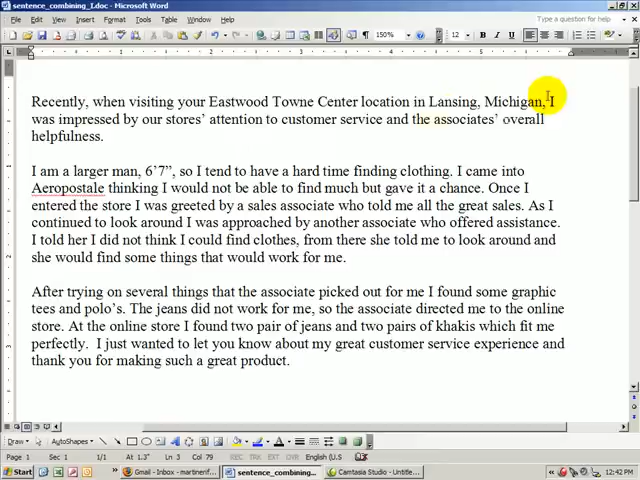 sentence_combining_1.doc - Microsoft Word
File Edit View Insert Format Tools Table Window Help Type a question for help
150% 12 B I U
Recently, when visiting your Eastwood Towne Center location in Lansing, Michigan, I
was impressed by our stores’ attention to customer service and the associates’ overall
helpfulness.
I am a larger man, 6’7”, so I tend to have a hard time finding clothing. I came into
Aeropostale thinking I would not be able to find much but gave it a chance. Once I
entered the store I was greeted by a sales associate who told me all the great sales. As I
continued to look around I was approached by another associate who offered assistance.
I told her I did not think I could find clothes, from there she told me to look around and
she would find some things that would work for me.
After trying on several things that the associate picked out for me I found some graphic
tees and polo’s. The jeans did not work for me, so the associate directed me to the online
store. At the online store I found two pair of jeans and two pairs of khakis which fit me
perfectly. I just wanted to let you know about my great customer service experience and
thank you for making such a great product.
Draw AutoShapes
Page 1 Sec 1 1/1 At 1.3" Ln 3 Col 79 REC TRK EXT OVR English (U.S
Start Gmail - Inbox - martinerif... sentence_combining... Camtasia Studio - Untitle... 12:42 PM